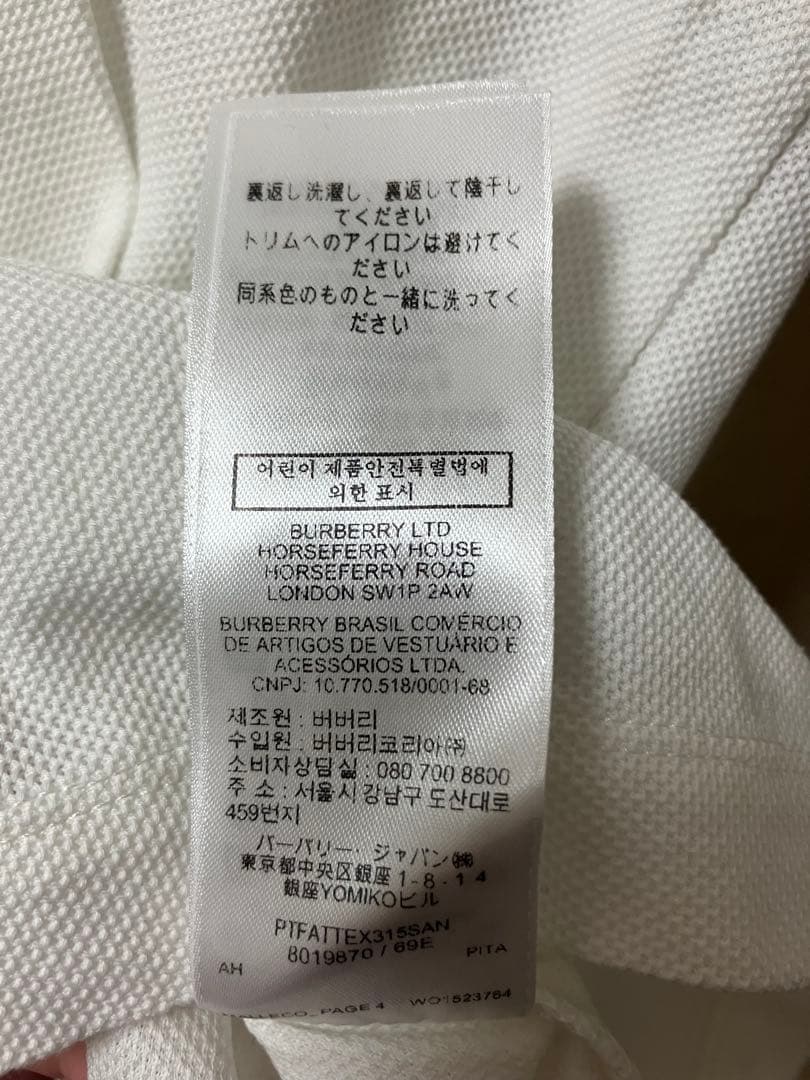 裏返し洗濯し、裏返して陰干し
てください
トリムへのアイロンは避けてく
ださい
同系色のものと一緒に洗ってく
ださい
어린이 제품안전특별법에
의한 표시
BURBERRY LTD
HORSEFERRY HOUSE
HORSEFERRY ROAD
LONDON SW1P 2AW
BURBERRY BRASIL COMÉRCIO
DE ARTIGOS DE VESTUÁRIO E
ACESSÓRIOS LTDA.
CNPJ: 10.770.518/0001-68
제조원 : 버버리
수입원 : 버버리코리아㈜
소비자상담실 : 080 700 8800
주 소 : 서울시 강남구 도산대로
459번지
バーバリー・ジャパン㈱
東京都中央区銀座 1-8-14
銀座YOMIKOビル
PTFATTEX315SAN
8019870 / 69E
AH
PITA
PAGE 4 WO1523764